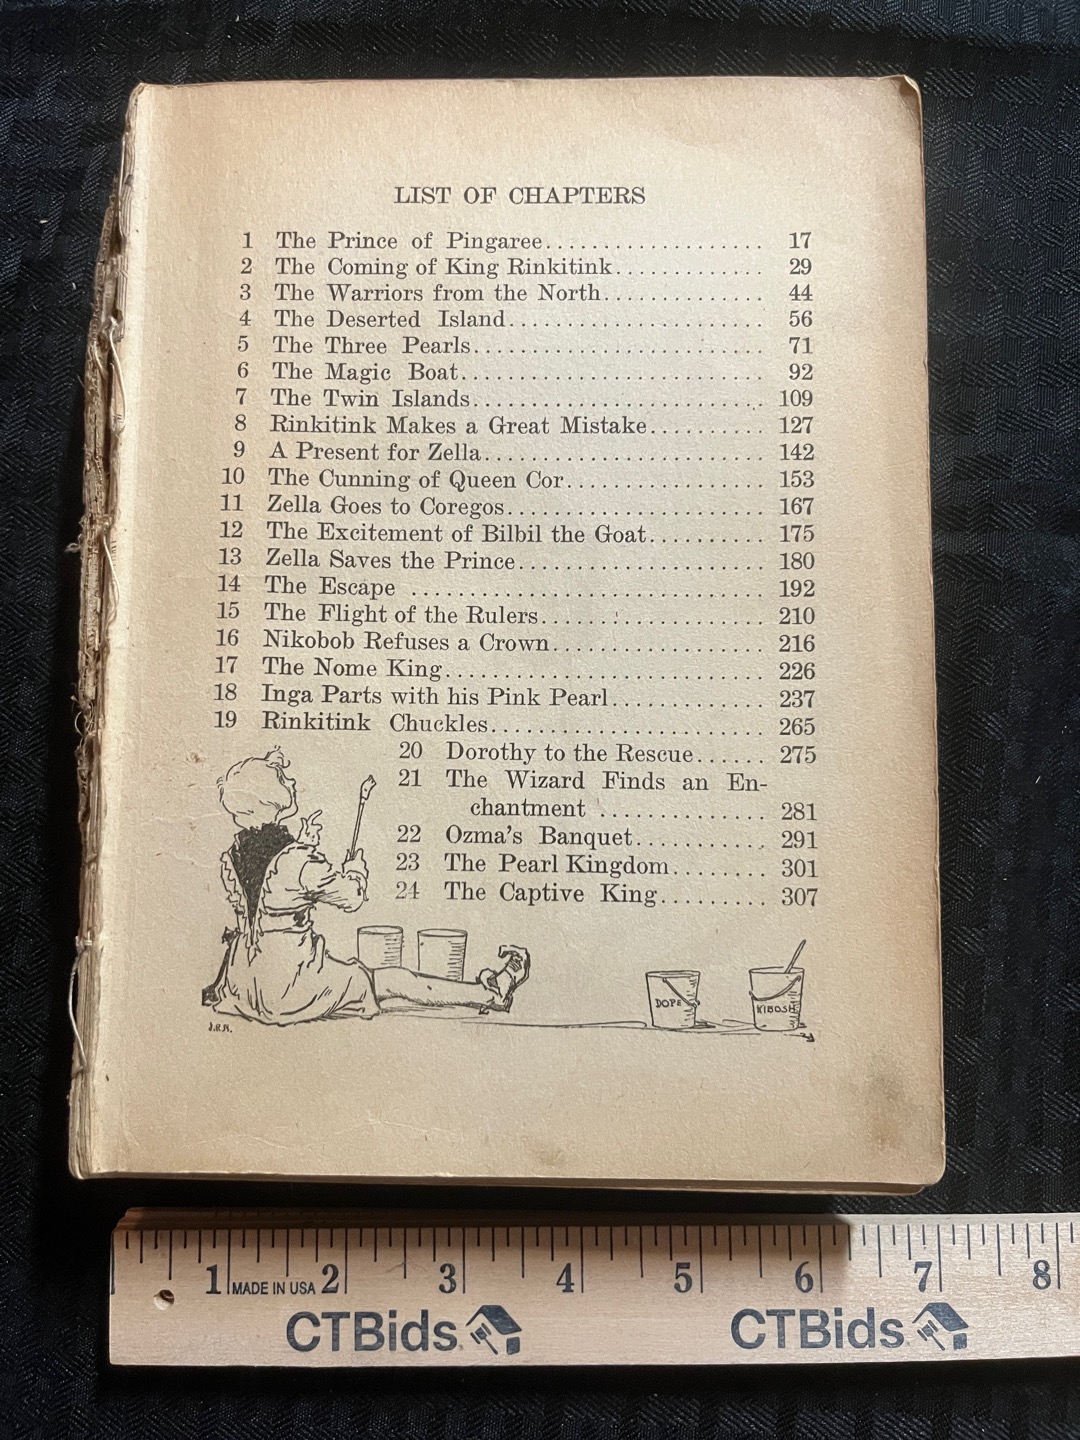 LIST OF CHAPTERS
1 The Prince of Pingaree.................... 17
2 The Coming of King Rinkitink............. 29
3 The Warriors from the North.............. 44
4 The Deserted Island....................... 56
5 The Three Pearls.......................... 71
6 The Magic Boat........................... 92
7 The Twin Islands.......................... 109
8 Rinkitink Makes a Great Mistake.......... 127
9 A Present for Zella......................... 142
10 The Cunning of Queen Cor.................. 153
11 Zella Goes to Coregos....................... 167
12 The Excitement of Bilbil the Goat.......... 175
13 Zella Saves the Prince...................... 180
14 The Escape ................................ 192
15 The Flight of the Rulers.................... 210
16 Nikobob Refuses a Crown................... 216
17 The Nome King............................. 226
18 Inga Parts with his Pink Pearl.............. 237
19 Rinkitink Chuckles......................... 265
20 Dorothy to the Rescue...... 275
21 The Wizard Finds an En-
chantment ............... 281
22 Ozma's Banquet............ 291
23 The Pearl Kingdom........ 301
24 The Captive King......... 307
DOPE
KIBOSH
J.R.N.
1 2 3 4 5 6 7 8
MADE IN USA
CTBids CTBids